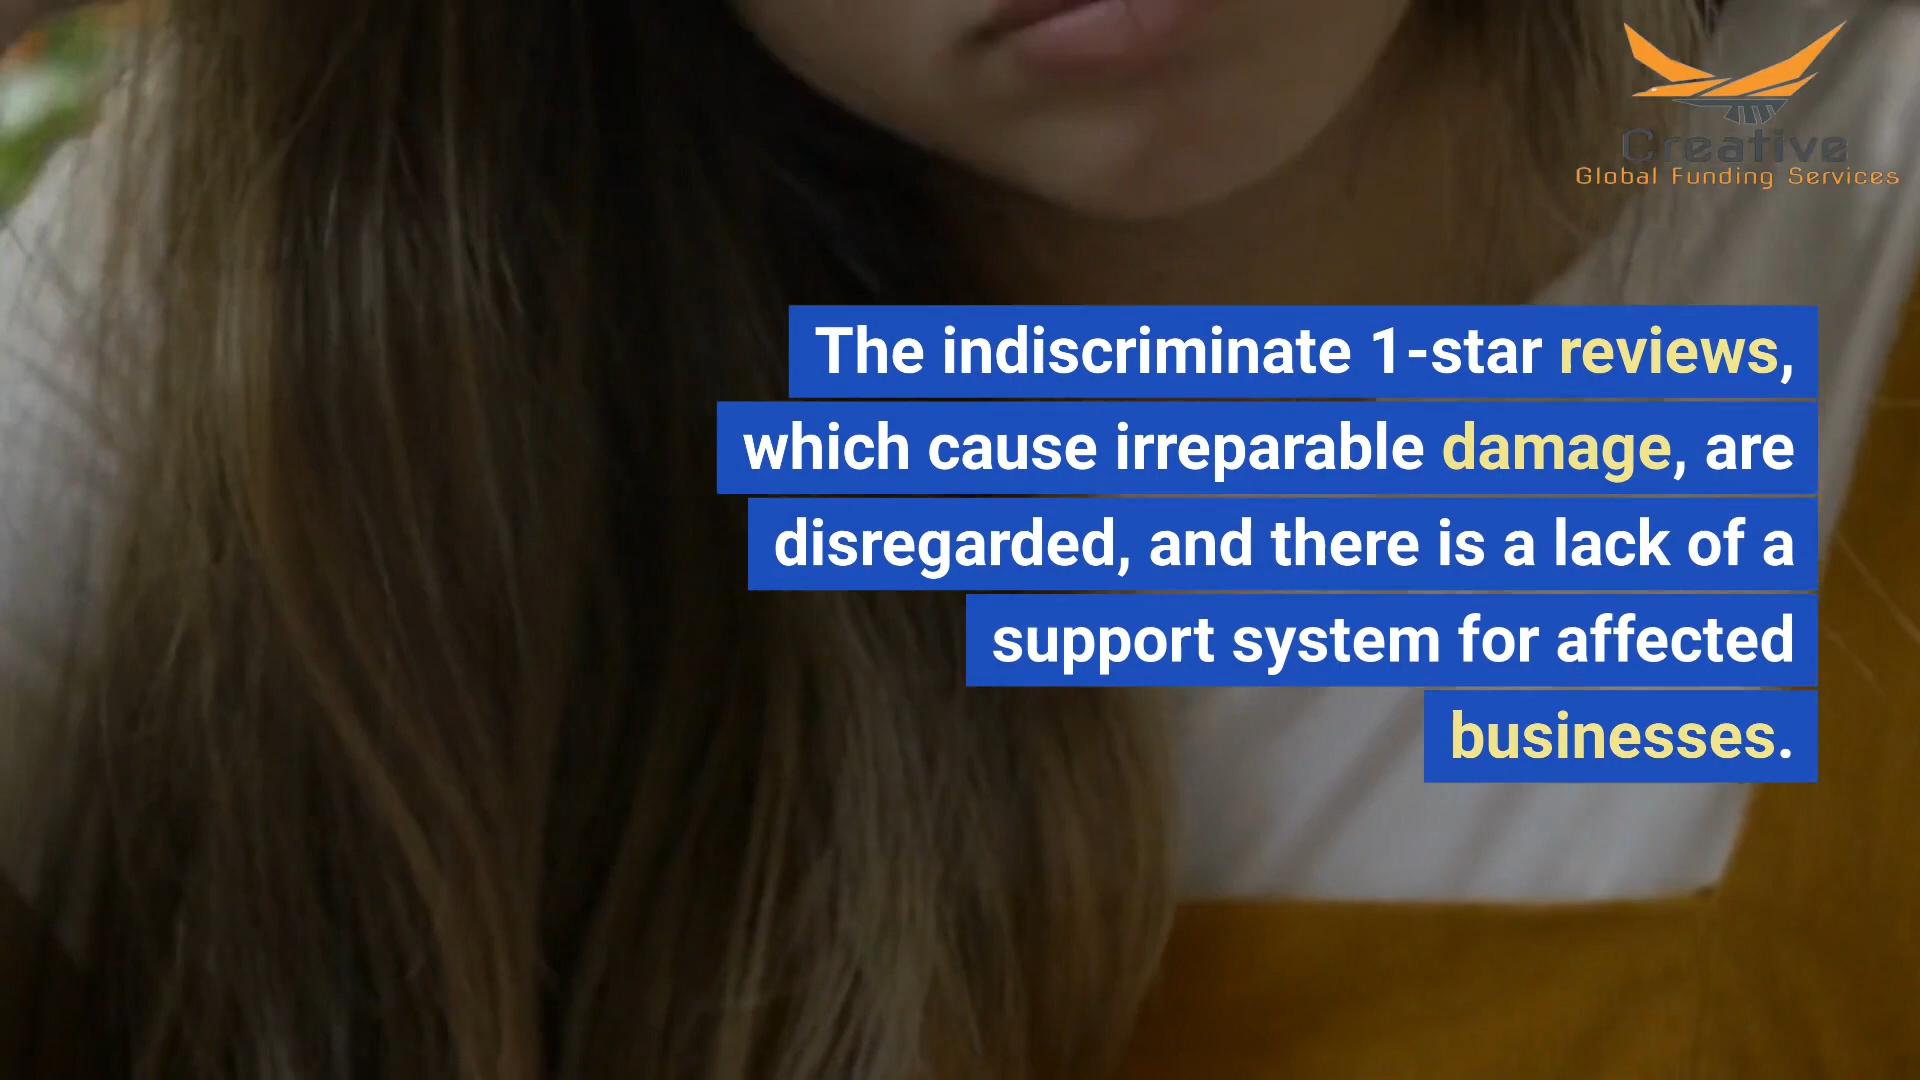 Creative
Global Funding Services
The indiscriminate 1-star reviews,
which cause irreparable damage, are
disregarded, and there is a lack of a
support system for affected
businesses.